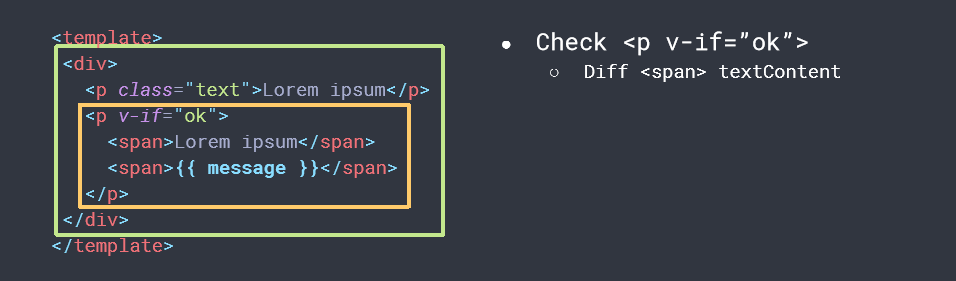 <template>
<div>
<p class="text">Lorem ipsum</p>
<p v-if="ok">
<span>Lorem ipsum</span>
<span>{{ message }}</span>
</p>
</div>
</template>
● Check <p v-if=”ok”>
○ Diff <span> textContent